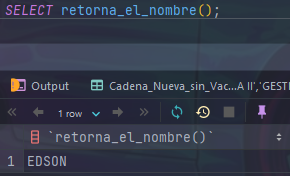 SELECT retorna_el_nombre();
Output Cadena_Nueva_sin_Vac...A II','GESTI
1 row
`retorna_el_nombre()`
1 EDSON